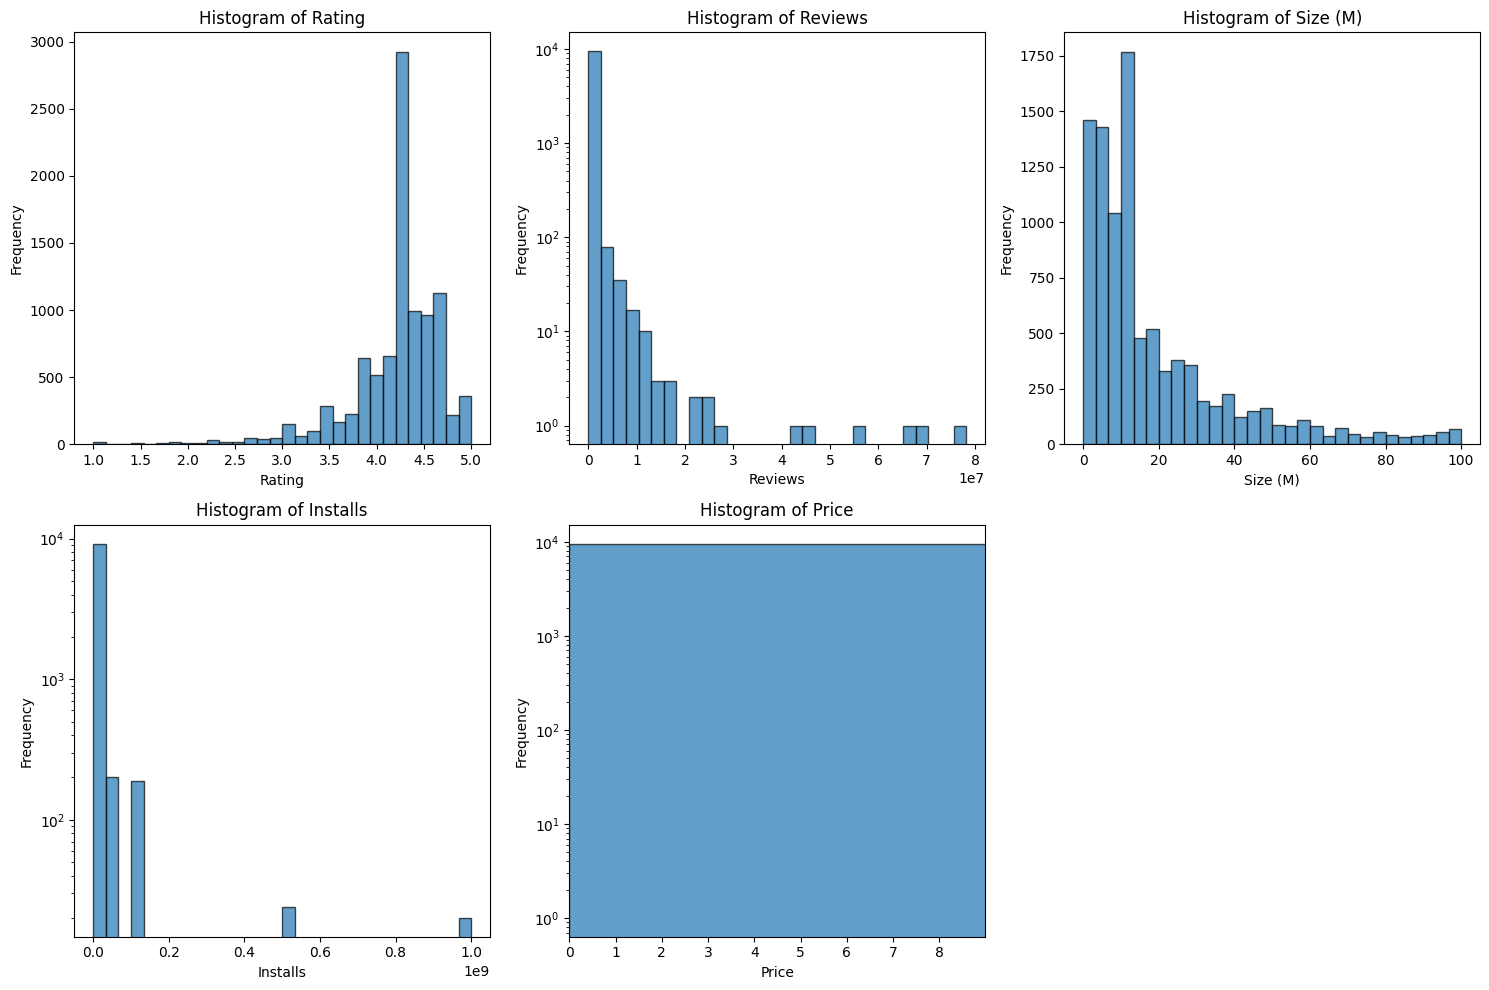 Histogram of Rating
Frequency
3000
2500
2000
1500
1000
500
0
1.0 1.5 2.0 2.5 3.0 3.5 4.0 4.5 5.0
Rating
Histogram of Reviews
Frequency
10^4
10^3
10^2
10^1
10^0
0 1 2 3 4 5 6 7 8
1e7
Reviews
Histogram of Size (M)
Frequency
1750
1500
1250
1000
750
500
250
0
0 20 40 60 80 100
Size (M)
Histogram of Installs
Frequency
10^4
10^3
10^2
0.0 0.2 0.4 0.6 0.8 1.0
1e9
Installs
Histogram of Price
Frequency
10^4
10^3
10^2
10^1
10^0
0 1 2 3 4 5 6 7 8
Price